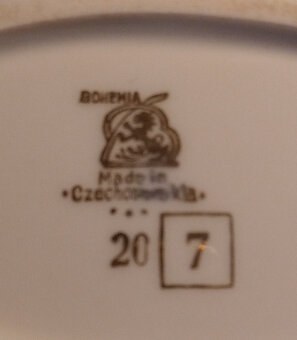 BOHEMIA
Made in
•Czechoslovakia•
• • •
20 7